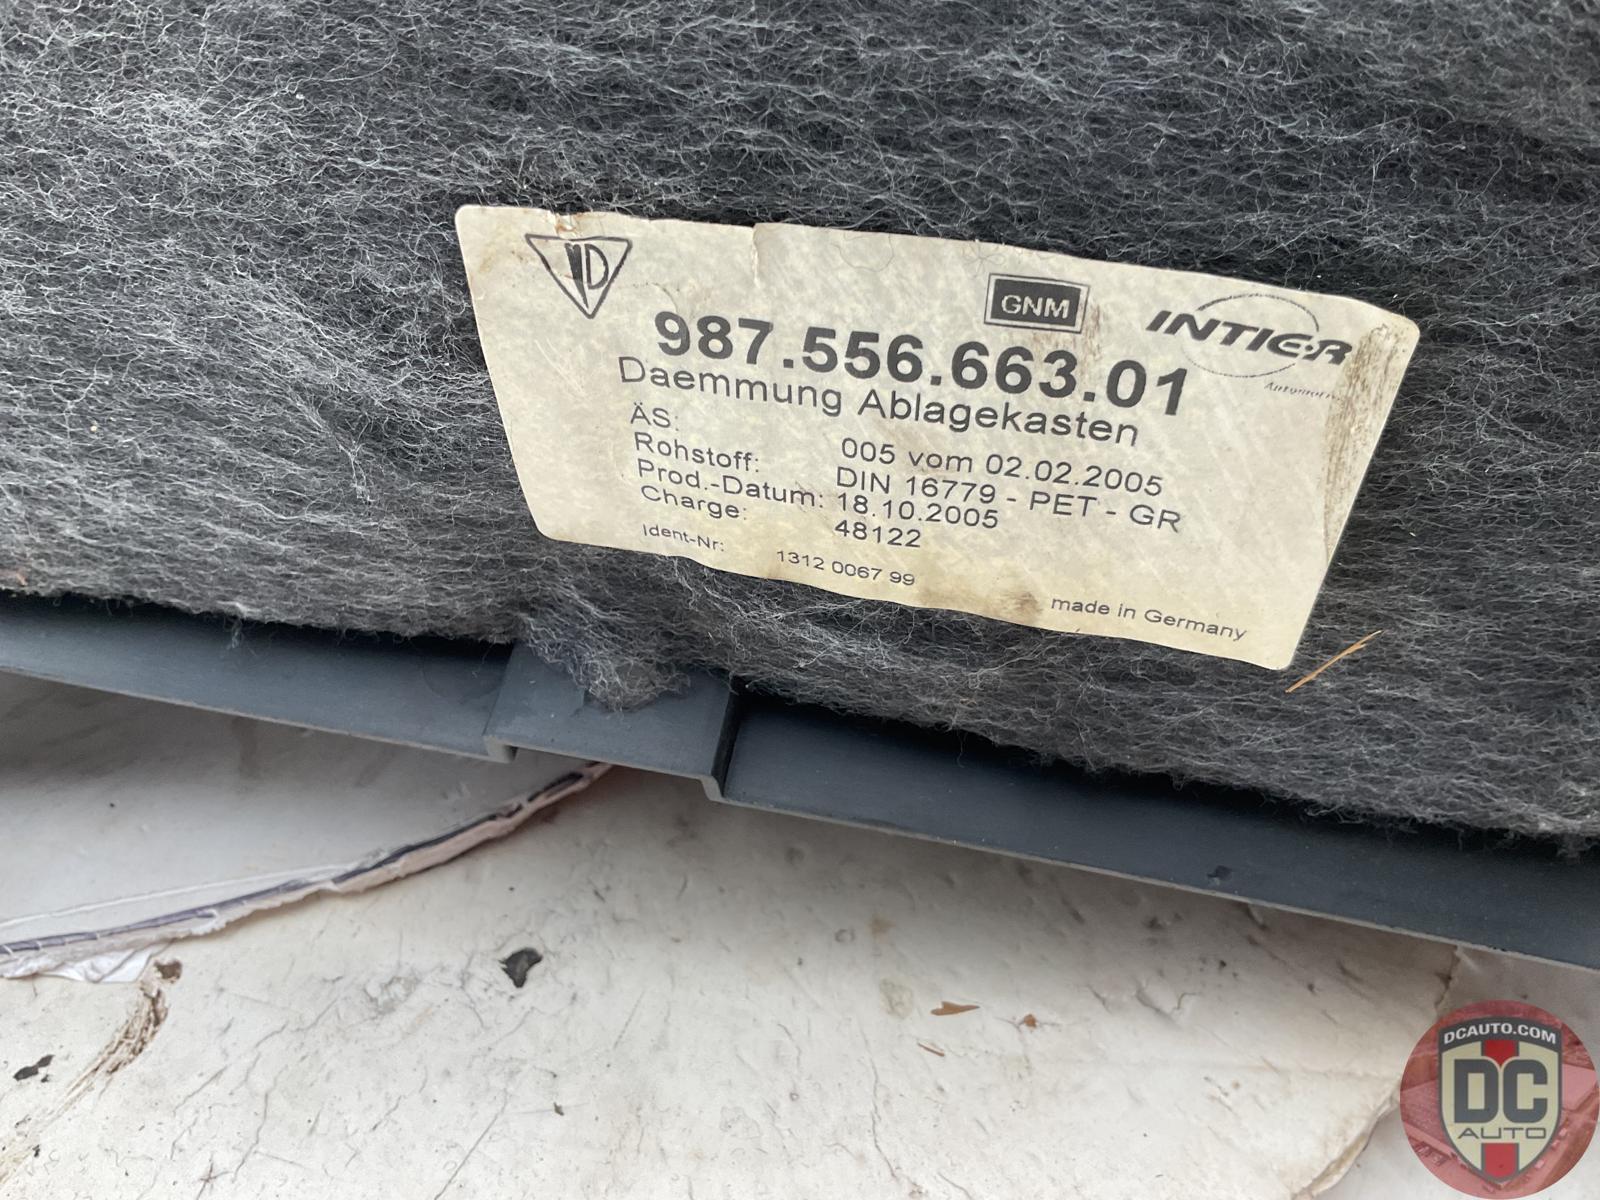 GNM
INTIER
Automotive
987.556.663.01
Daemmung Ablagekasten
ÄS: 005 vom 02.02.2005
Rohstoff: DIN 16779 - PET - GR
Prod.-Datum: 18.10.2005
Charge: 48122
Ident-Nr: 1312 0067 99
made in Germany
DCAUTO.COM
DC
AUTO